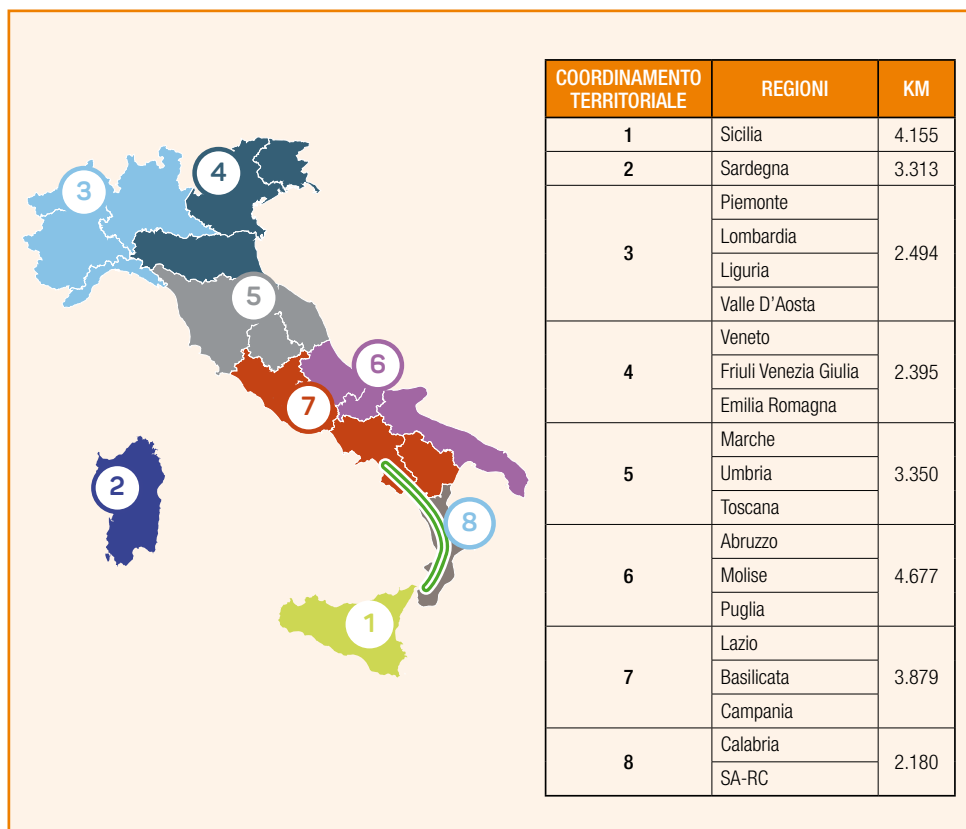 3
4
5
6
7
2
8
1
COORDINAMENTO
TERRITORIALE
REGIONI
KM
1
Sicilia
4.155
2
Sardegna
3.313
3
Piemonte
Lombardia
Liguria
Valle D’Aosta
2.494
4
Veneto
Friuli Venezia Giulia
Emilia Romagna
2.395
5
Marche
Umbria
Toscana
3.350
6
Abruzzo
Molise
Puglia
4.677
7
Lazio
Basilicata
Campania
3.879
8
Calabria
SA-RC
2.180